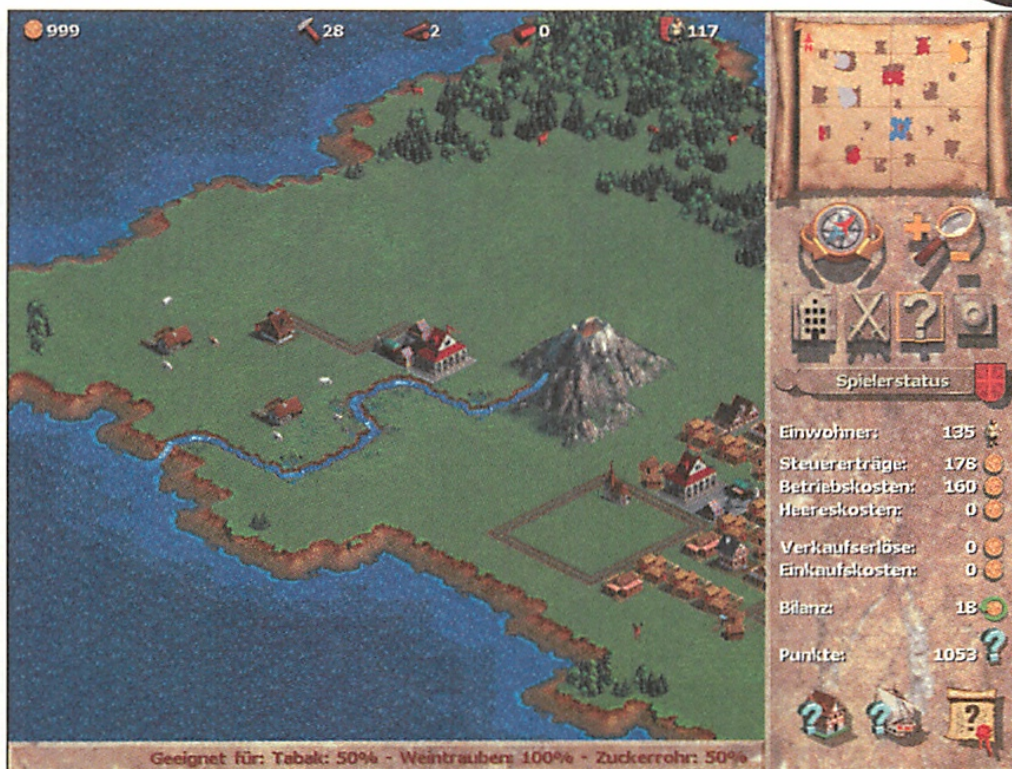 999 28 2 0 117
N
Spielerstatus
Einwohner: 135
Steuererträge: 178
Betriebskosten: 160
Heereskosten: 0
Verkaufserlöse: 0
Einkaufskosten: 0
Bilanz: 18
Punkte: 1053
Geeignet für: Tabak: 50% - Weintrauben: 100% - Zuckerrohr: 50%